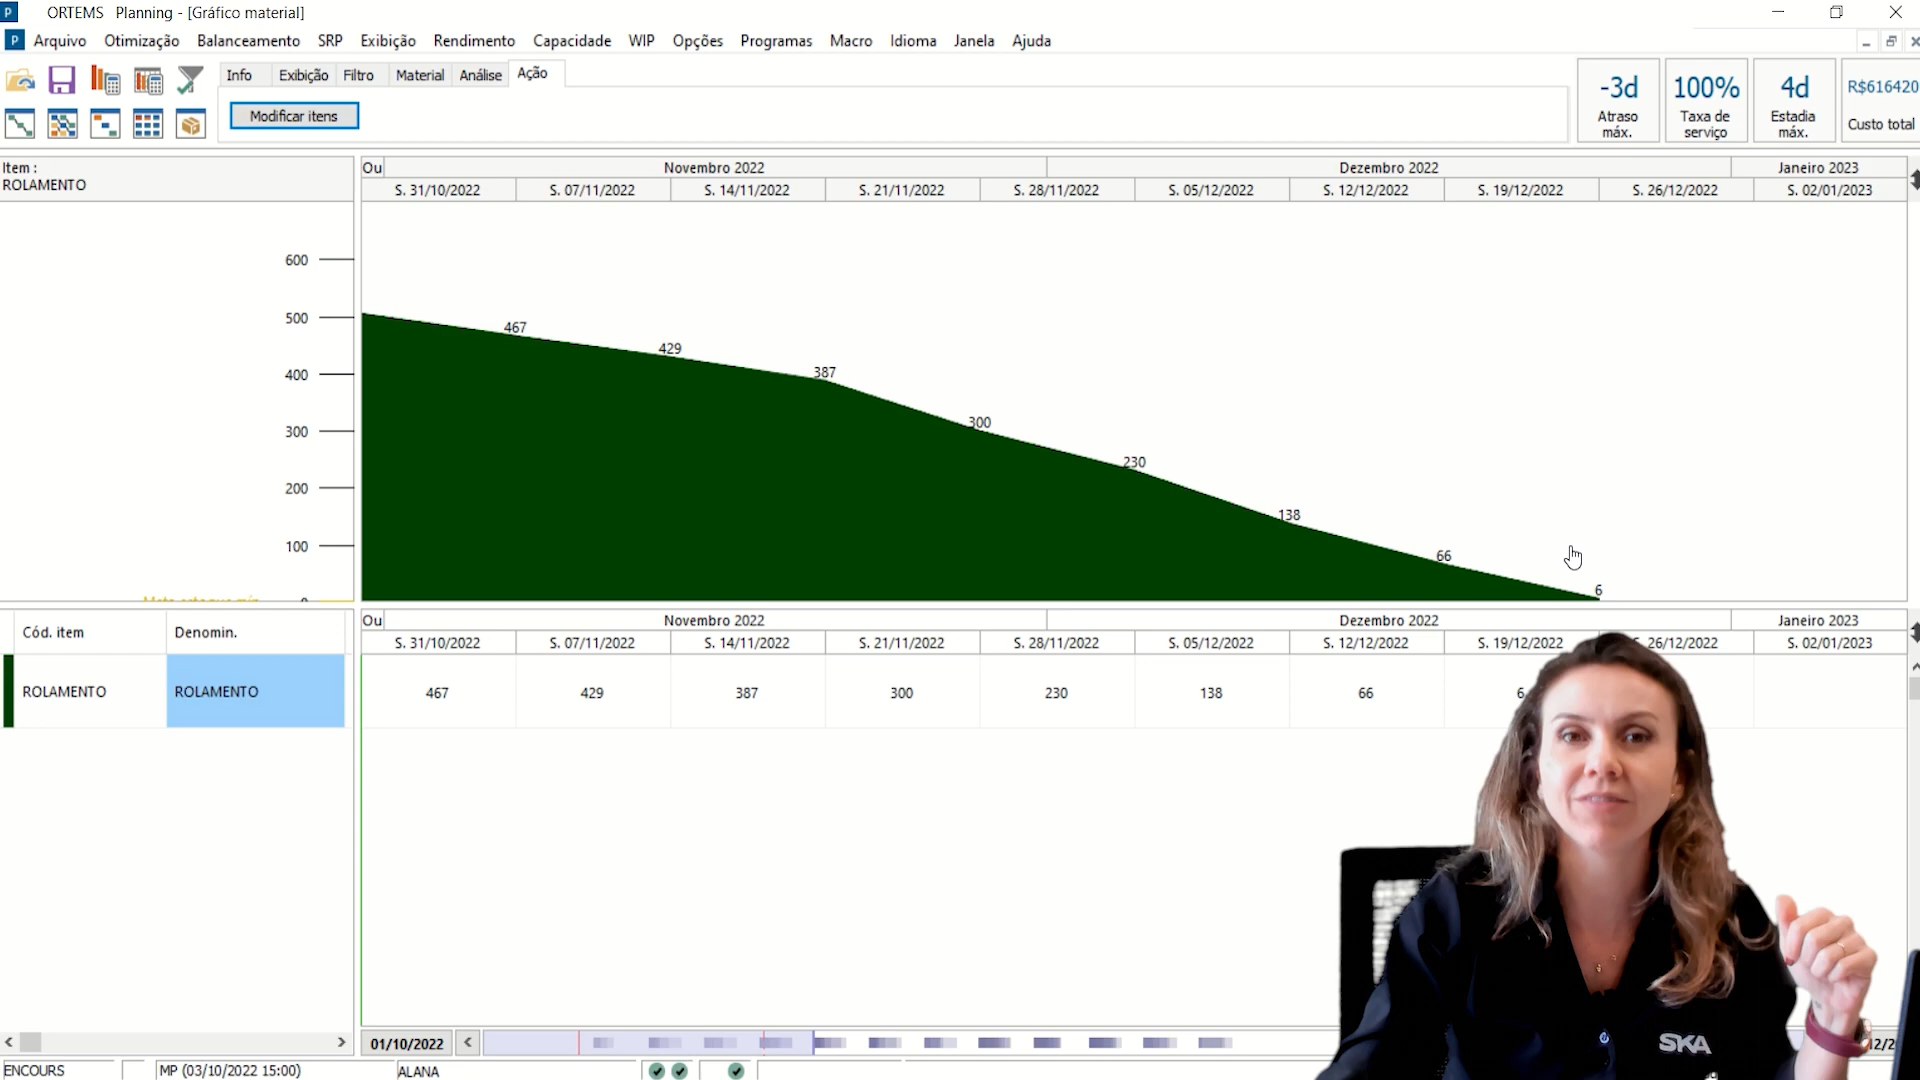 ORTEMS Planning - [Gráfico material]
Arquivo Otimização Balanceamento SRP Exibição Rendimento Capacidade WIP Opções Programas Macro Idioma Janela Ajuda
Info Exibição Filtro Material Análise Ação
Modificar itens
-3d
Atraso
máx.
100%
Taxa de
serviço
4d
Estadia
máx.
R$616420
Custo total
Item :
ROLAMENTO
Ou Novembro 2022 Dezembro 2022 Janeiro 2023
S. 31/10/2022 S. 07/11/2022 S. 14/11/2022 S. 21/11/2022 S. 28/11/2022 S. 05/12/2022 S. 12/12/2022 S. 19/12/2022 S. 26/12/2022 S. 02/01/2023
600
500
400
300
200
100
0
467
429
387
300
230
138
66
6
Cód. item Denomin.
Ou Novembro 2022 Dezembro 2022 Janeiro 2023
S. 31/10/2022 S. 07/11/2022 S. 14/11/2022 S. 21/11/2022 S. 28/11/2022 S. 05/12/2022 S. 12/12/2022 S. 19/12/2022 26/12/2022 S. 02/01/2023
ROLAMENTO ROLAMENTO 467 429 387 300 230 138 66 6
01/10/2022
ENCOURS MP (03/10/2022 15:00) ALANA
SKA